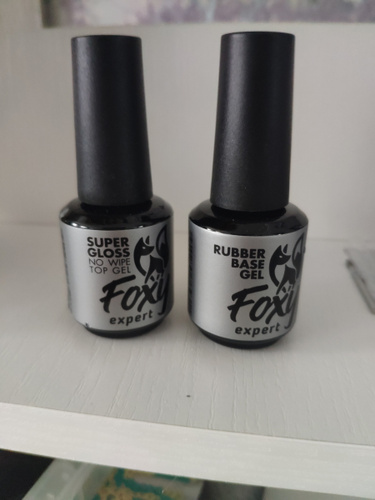 SUPER
GLOSS
NO WIPE
TOP GEL
Foxy
expert
RUBBER
BASE
GEL
Foxy
expert